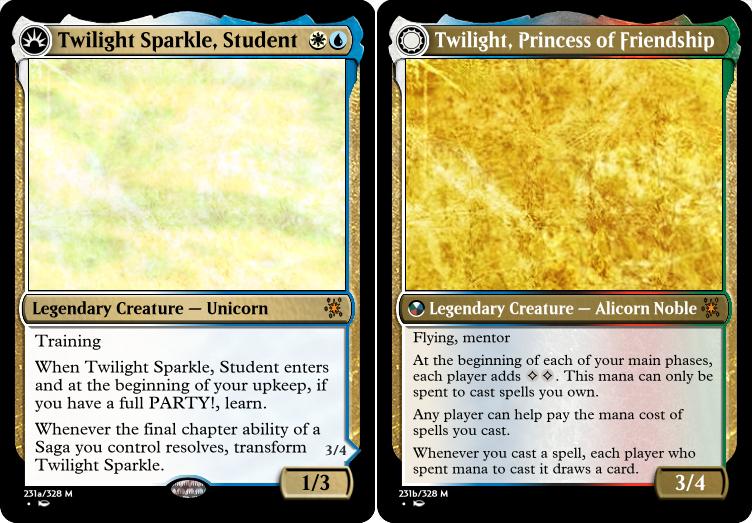 Twilight Sparkle, Student
Legendary Creature — Unicorn
Training
When Twilight Sparkle, Student enters
and at the beginning of your upkeep, if
you have a full PARTY!, learn.
Whenever the final chapter ability of a
Saga you control resolves, transform
Twilight Sparkle.
3/4
1/3
231a/328 M
Twilight, Princess of Friendship
Legendary Creature — Alicorn Noble
Flying, mentor
At the beginning of each of your main phases,
each player adds . This mana can only be
spent to cast spells you own.
Any player can help pay the mana cost of
spells you cast.
Whenever you cast a spell, each player who
spent mana to cast it draws a card.
3/4
231b/328 M